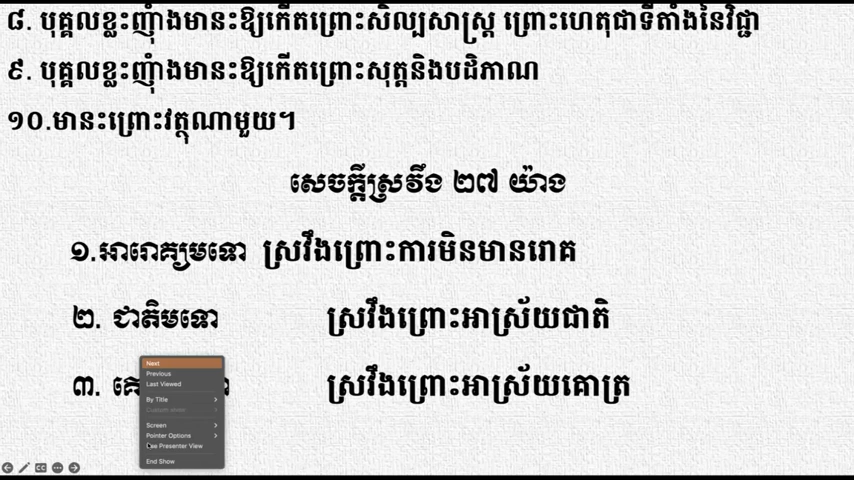 ៨. បុគ្គលខ្លះញ៉ាំងមានះឱ្យកើតព្រោះសិល្បសាស្ត្រ ព្រោះហេតុជាទីតាំងនៃវិជ្ជា
៩. បុគ្គលខ្លះញ៉ាំងមានះឱ្យកើតព្រោះសុត្តនិងបដិភាណ
១០.មានះព្រោះវត្ថុណាមួយ។
សេចក្ដីស្រវឹង ២៧ យ៉ាង
១.អារោគ្យមទោ ស្រវឹងព្រោះការមិនមានរោគ
២. ជាតិមទោ ស្រវឹងព្រោះអាស្រ័យជាតិ
៣. ស្រវឹងព្រោះអាស្រ័យគោត្រ
Next
Previous
Last Viewed
By Title
Custom Show
Screen
Pointer Options
Use Presenter View
End Show